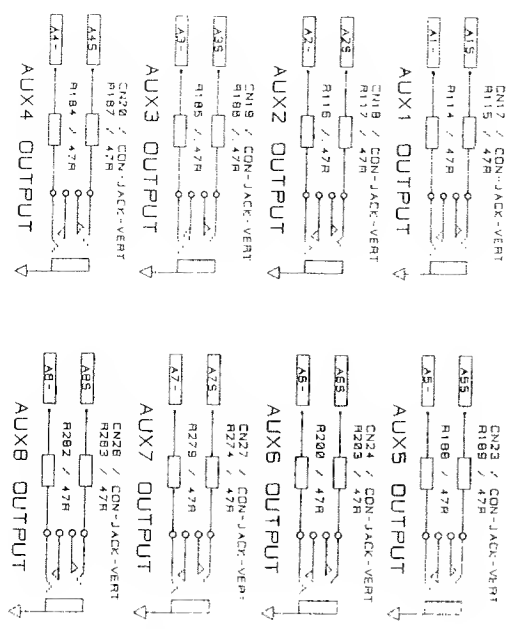 CN17 / CON-JACK-VERT
R115 / 47R
A1S
R114 / 47R
A1-
AUX1 OUTPUT
CN18 / CON-JACK-VERT
R117 / 47R
A2S
R116 / 47R
A2-
AUX2 OUTPUT
CN19 / CON-JACK-VERT
R188 / 47R
A3S
R185 / 47R
A3-
AUX3 OUTPUT
CN20 / CON-JACK-VERT
R187 / 47R
A4S
R184 / 47R
A4-
AUX4 OUTPUT
CN23 / CON-JACK-VERT
R189 / 47R
A5S
R188 / 47R
A5-
AUX5 OUTPUT
CN24 / CON-JACK-VERT
R203 / 47R
A6S
R200 / 47R
A6-
AUX6 OUTPUT
CN27 / CON-JACK-VERT
R274 / 47R
A7S
R279 / 47R
A7-
AUX7 OUTPUT
CN28 / CON-JACK-VERT
R283 / 47R
A8S
R282 / 47R
A8-
AUX8 OUTPUT